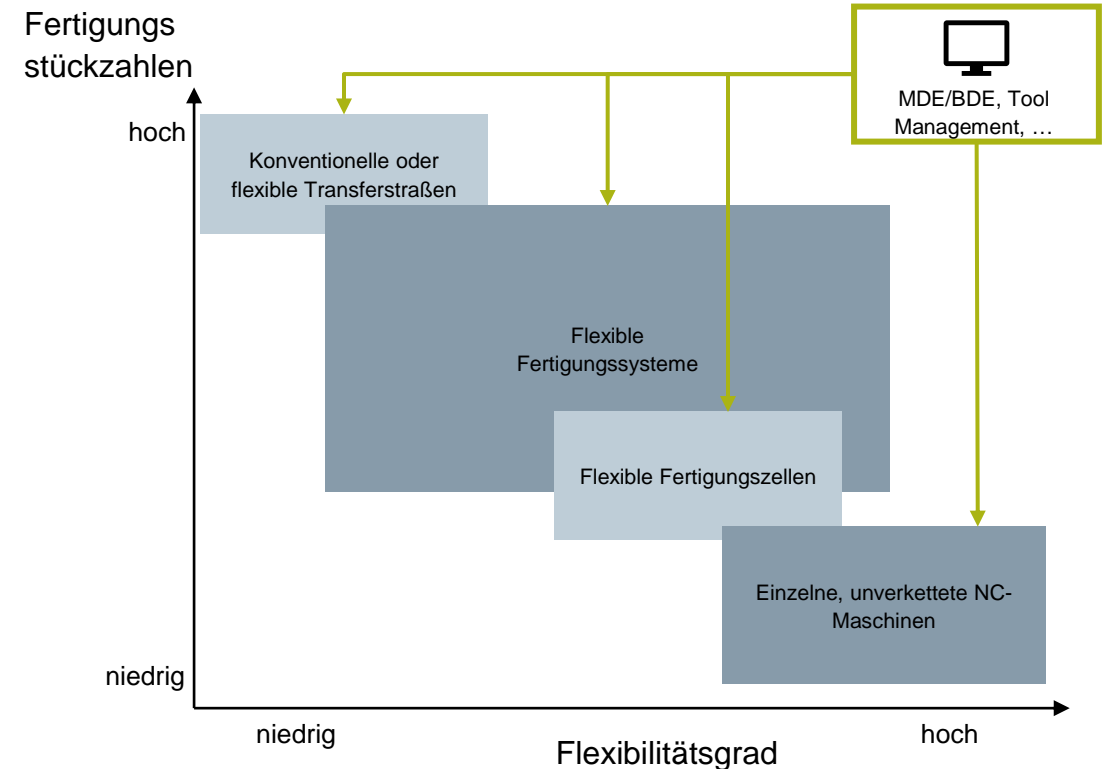 Fertigungs
stückzahlen
MDE/BDE, Tool
Management, …
hoch
Konventionelle oder
flexible Transferstraßen
Flexible
Fertigungssysteme
Flexible Fertigungszellen
Einzelne, unverkettete NC-
Maschinen
niedrig
niedrig
hoch
Flexibilitätsgrad